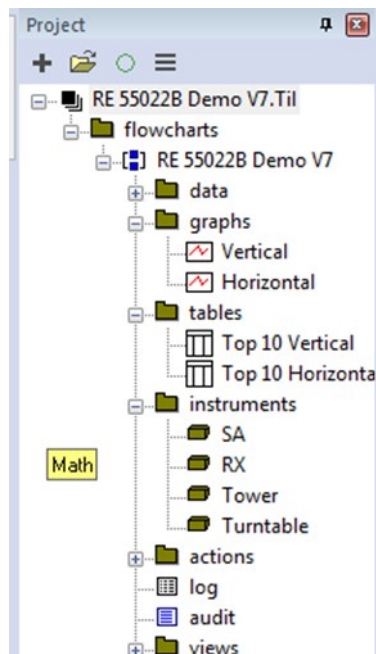 Project
RE 55022B Demo V7.Til
flowcharts
RE 55022B Demo V7
data
graphs
Vertical
Horizontal
tables
Top 10 Vertical
Top 10 Horizonta
instruments
SA
RX
Math
Tower
Turntable
actions
log
audit
views